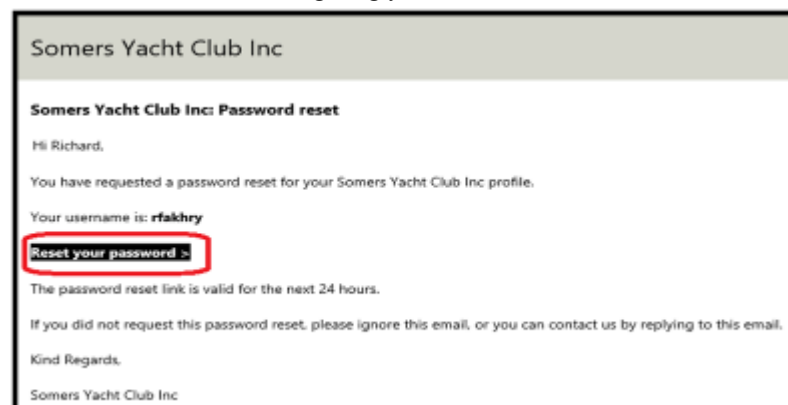 Somers Yacht Club Inc
Somers Yacht Club Inc: Password reset
Hi Richard,
You have requested a password reset for your Somers Yacht Club Inc profile.
Your username is: rfakhry
Reset your password >
The password reset link is valid for the next 24 hours.
If you did not request this password reset, please ignore this email, or you can contact us by replying to this email.
Kind Regards,
Somers Yacht Club Inc